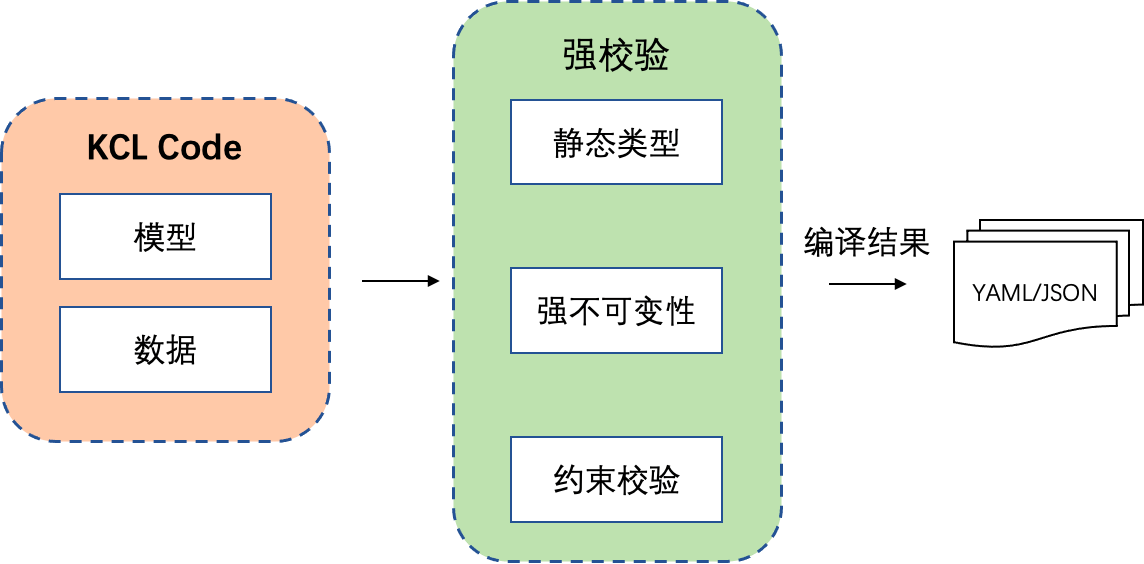 KCL Code
模型
数据
强校验
静态类型
强不可变性
约束校验
编译结果
YAML/JSON